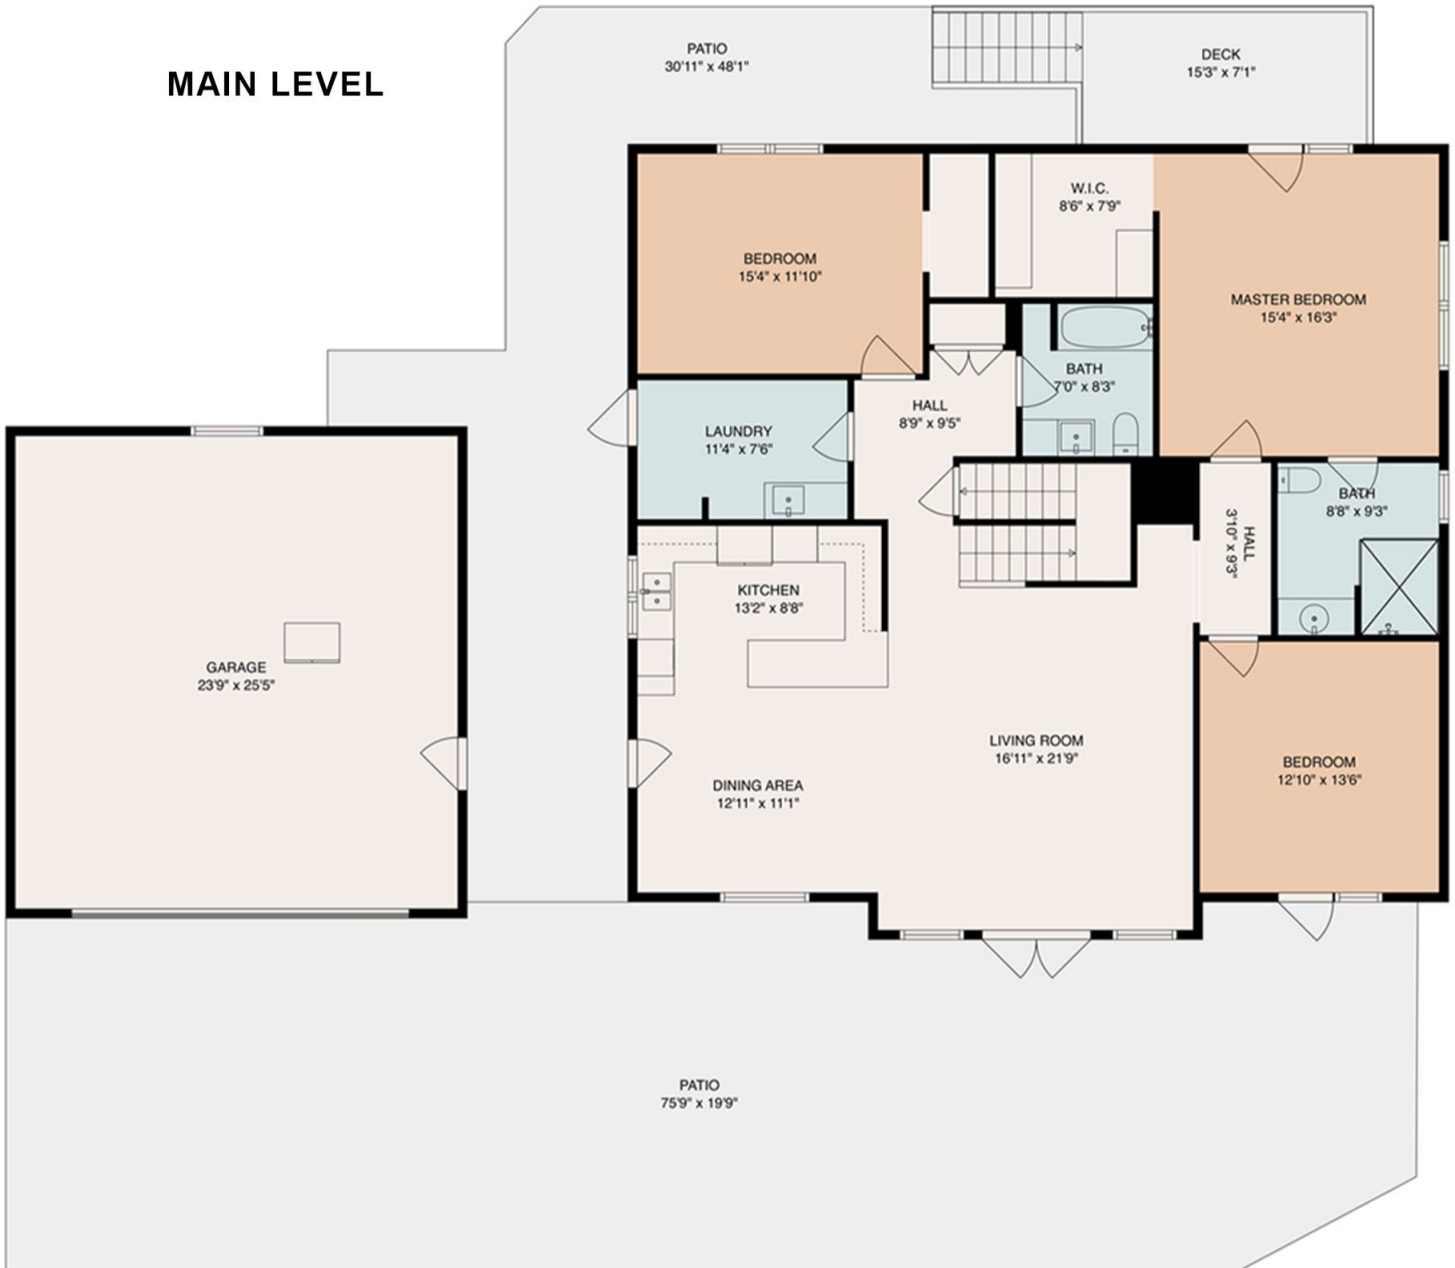 MAIN LEVEL
PATIO
30'11" x 48'1"
DECK
15'3" x 7'1"
W.I.C.
8'6" x 7'9"
BEDROOM
15'4" x 11'10"
MASTER BEDROOM
15'4" x 16'3"
BATH
7'0" x 8'3"
HALL
8'9" x 9'5"
LAUNDRY
11'4" x 7'6"
BATH
8'8" x 9'3"
HALL
3'10" x 9'3"
KITCHEN
13'2" x 8'8"
GARAGE
23'9" x 25'5"
LIVING ROOM
16'11" x 21'9"
BEDROOM
12'10" x 13'6"
DINING AREA
12'11" x 11'1"
PATIO
75'9" x 19'9"